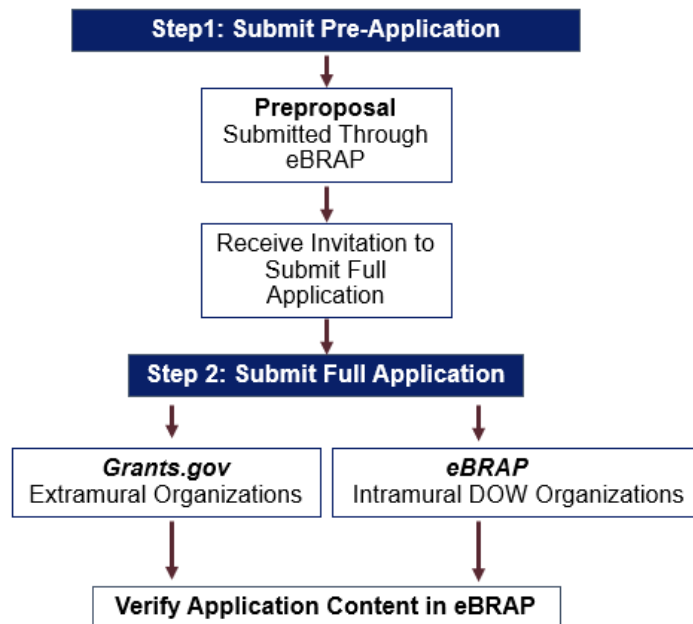 Step1: Submit Pre-Application
Preproposal
Submitted Through
eBRAP
Receive Invitation to
Submit Full
Application
Step 2: Submit Full Application
Grants.gov
Extramural Organizations
eBRAP
Intramural DOW Organizations
Verify Application Content in eBRAP